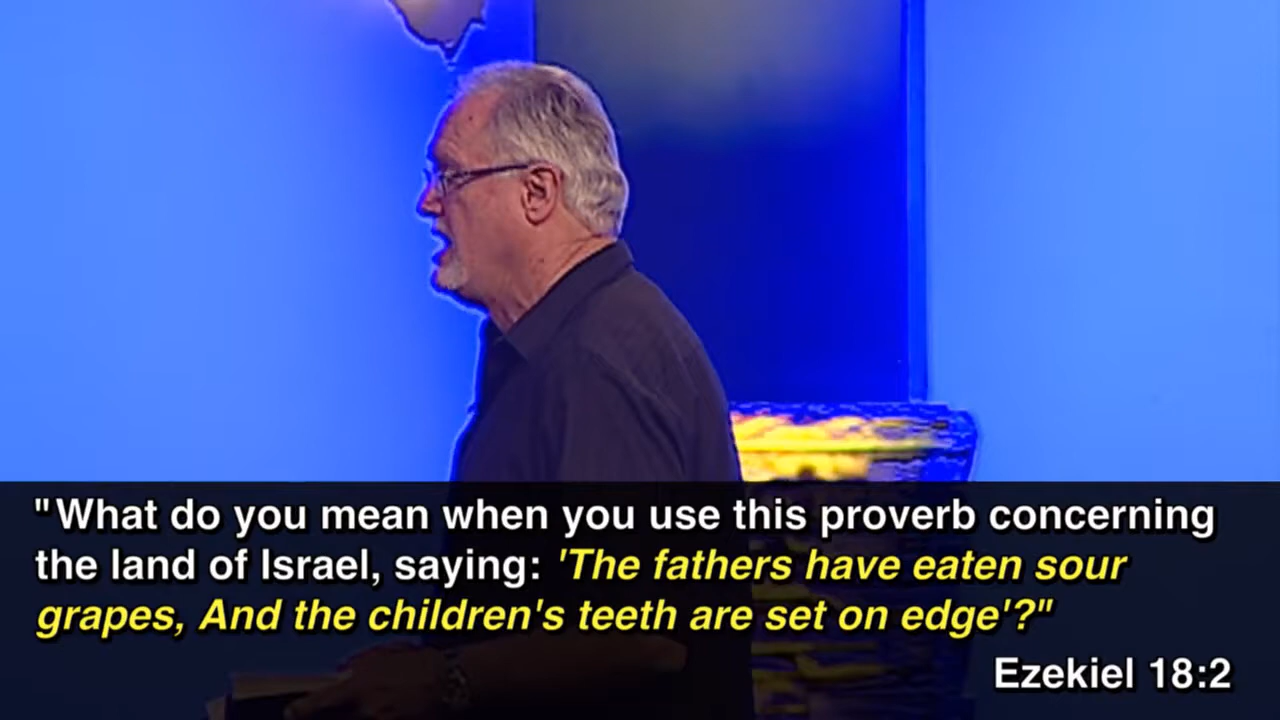 "What do you mean when you use this proverb concerning
the land of Israel, saying: 'The fathers have eaten sour
grapes, And the children's teeth are set on edge'?"
Ezekiel 18:2